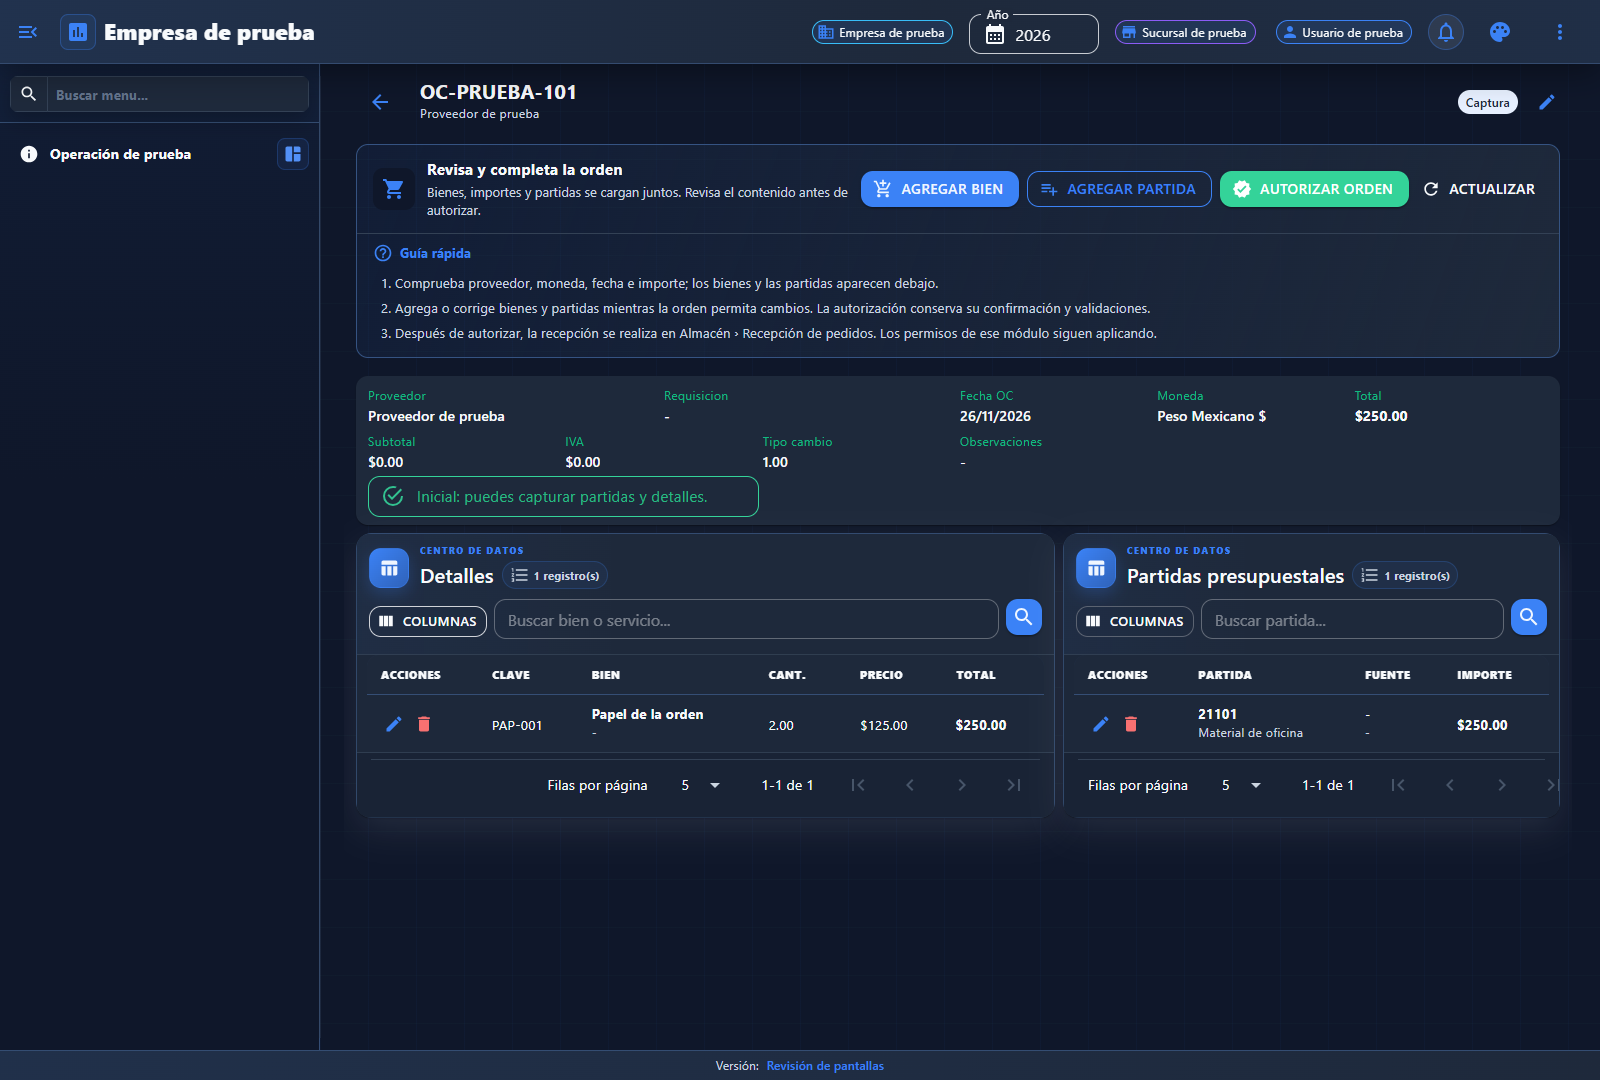 Empresa de prueba
Empresa de prueba
Año
2026
Sucursal de prueba
Usuario de prueba
Buscar menu...
Operación de prueba
OC-PRUEBA-101
Proveedor de prueba
Captura
Revisa y completa la orden
Bienes, importes y partidas se cargan juntos. Revisa el contenido antes de
autorizar.
AGREGAR BIEN
AGREGAR PARTIDA
AUTORIZAR ORDEN
ACTUALIZAR
Guía rápida
1. Comprueba proveedor, moneda, fecha e importe; los bienes y las partidas aparecen debajo.
2. Agrega o corrige bienes y partidas mientras la orden permita cambios. La autorización conserva su confirmación y validaciones.
3. Después de autorizar, la recepción se realiza en Almacén › Recepción de pedidos. Los permisos de ese módulo siguen aplicando.
Proveedor
Proveedor de prueba
Requisicion
-
Fecha OC
26/11/2026
Moneda
Peso Mexicano $
Total
$250.00
Subtotal
$0.00
IVA
$0.00
Tipo cambio
1.00
Observaciones
-
Inicial: puedes capturar partidas y detalles.
CENTRO DE DATOS
Detalles
1 registro(s)
COLUMNAS
Buscar bien o servicio...
ACCIONES CLAVE BIEN CANT. PRECIO TOTAL
PAP-001
Papel de la orden
-
2.00
$125.00
$250.00
Filas por página 5 1-1 de 1
CENTRO DE DATOS
Partidas presupuestales
1 registro(s)
COLUMNAS
Buscar partida...
ACCIONES PARTIDA FUENTE IMPORTE
21101
Material de oficina
-
-
$250.00
Filas por página 5 1-1 de 1
Versión: Revisión de pantallas